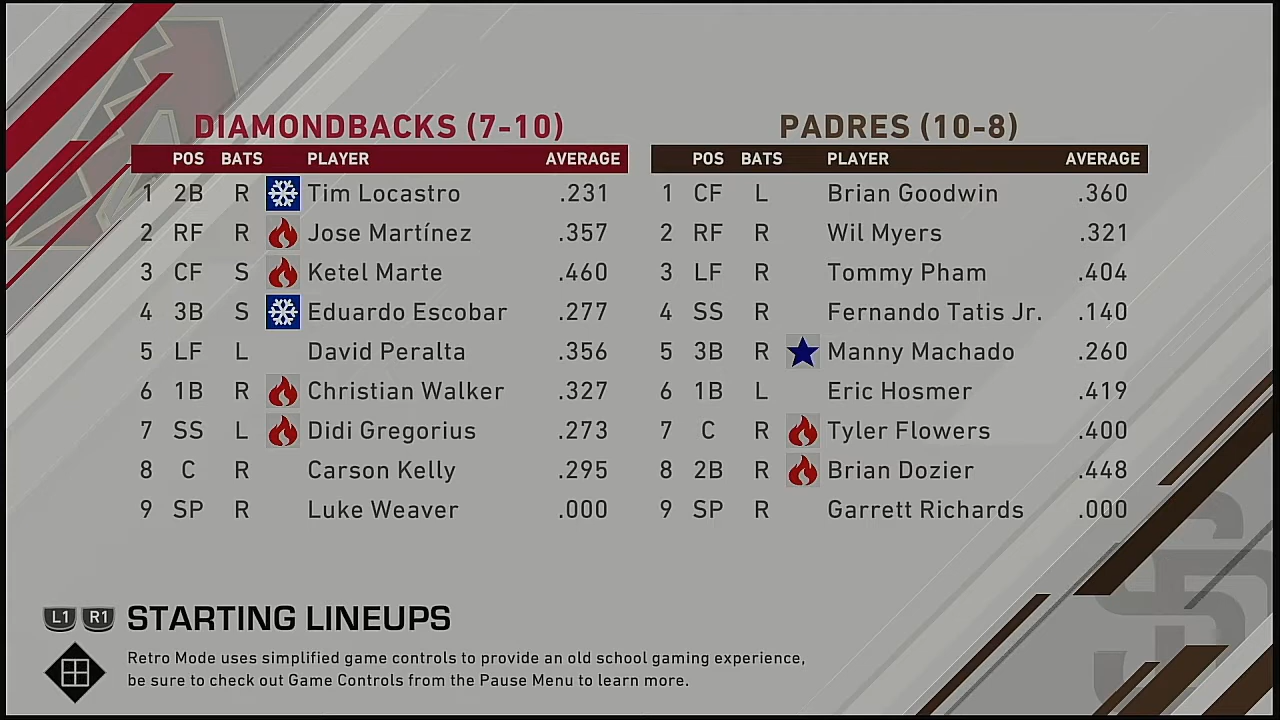 DIAMONDBACKS (7-10)
POS BATS PLAYER AVERAGE
1 2B R Tim Locastro .231
2 RF R Jose Martínez .357
3 CF S Ketel Marte .460
4 3B S Eduardo Escobar .277
5 LF L David Peralta .356
6 1B R Christian Walker .327
7 SS L Didi Gregorius .273
8 C R Carson Kelly .295
9 SP R Luke Weaver .000
PADRES (10-8)
POS BATS PLAYER AVERAGE
1 CF L Brian Goodwin .360
2 RF R Wil Myers .321
3 LF R Tommy Pham .404
4 SS R Fernando Tatis Jr. .140
5 3B R Manny Machado .260
6 1B L Eric Hosmer .419
7 C R Tyler Flowers .400
8 2B R Brian Dozier .448
9 SP R Garrett Richards .000
L1 R1 STARTING LINEUPS
Retro Mode uses simplified game controls to provide an old school gaming experience,
be sure to check out Game Controls from the Pause Menu to learn more.
SD